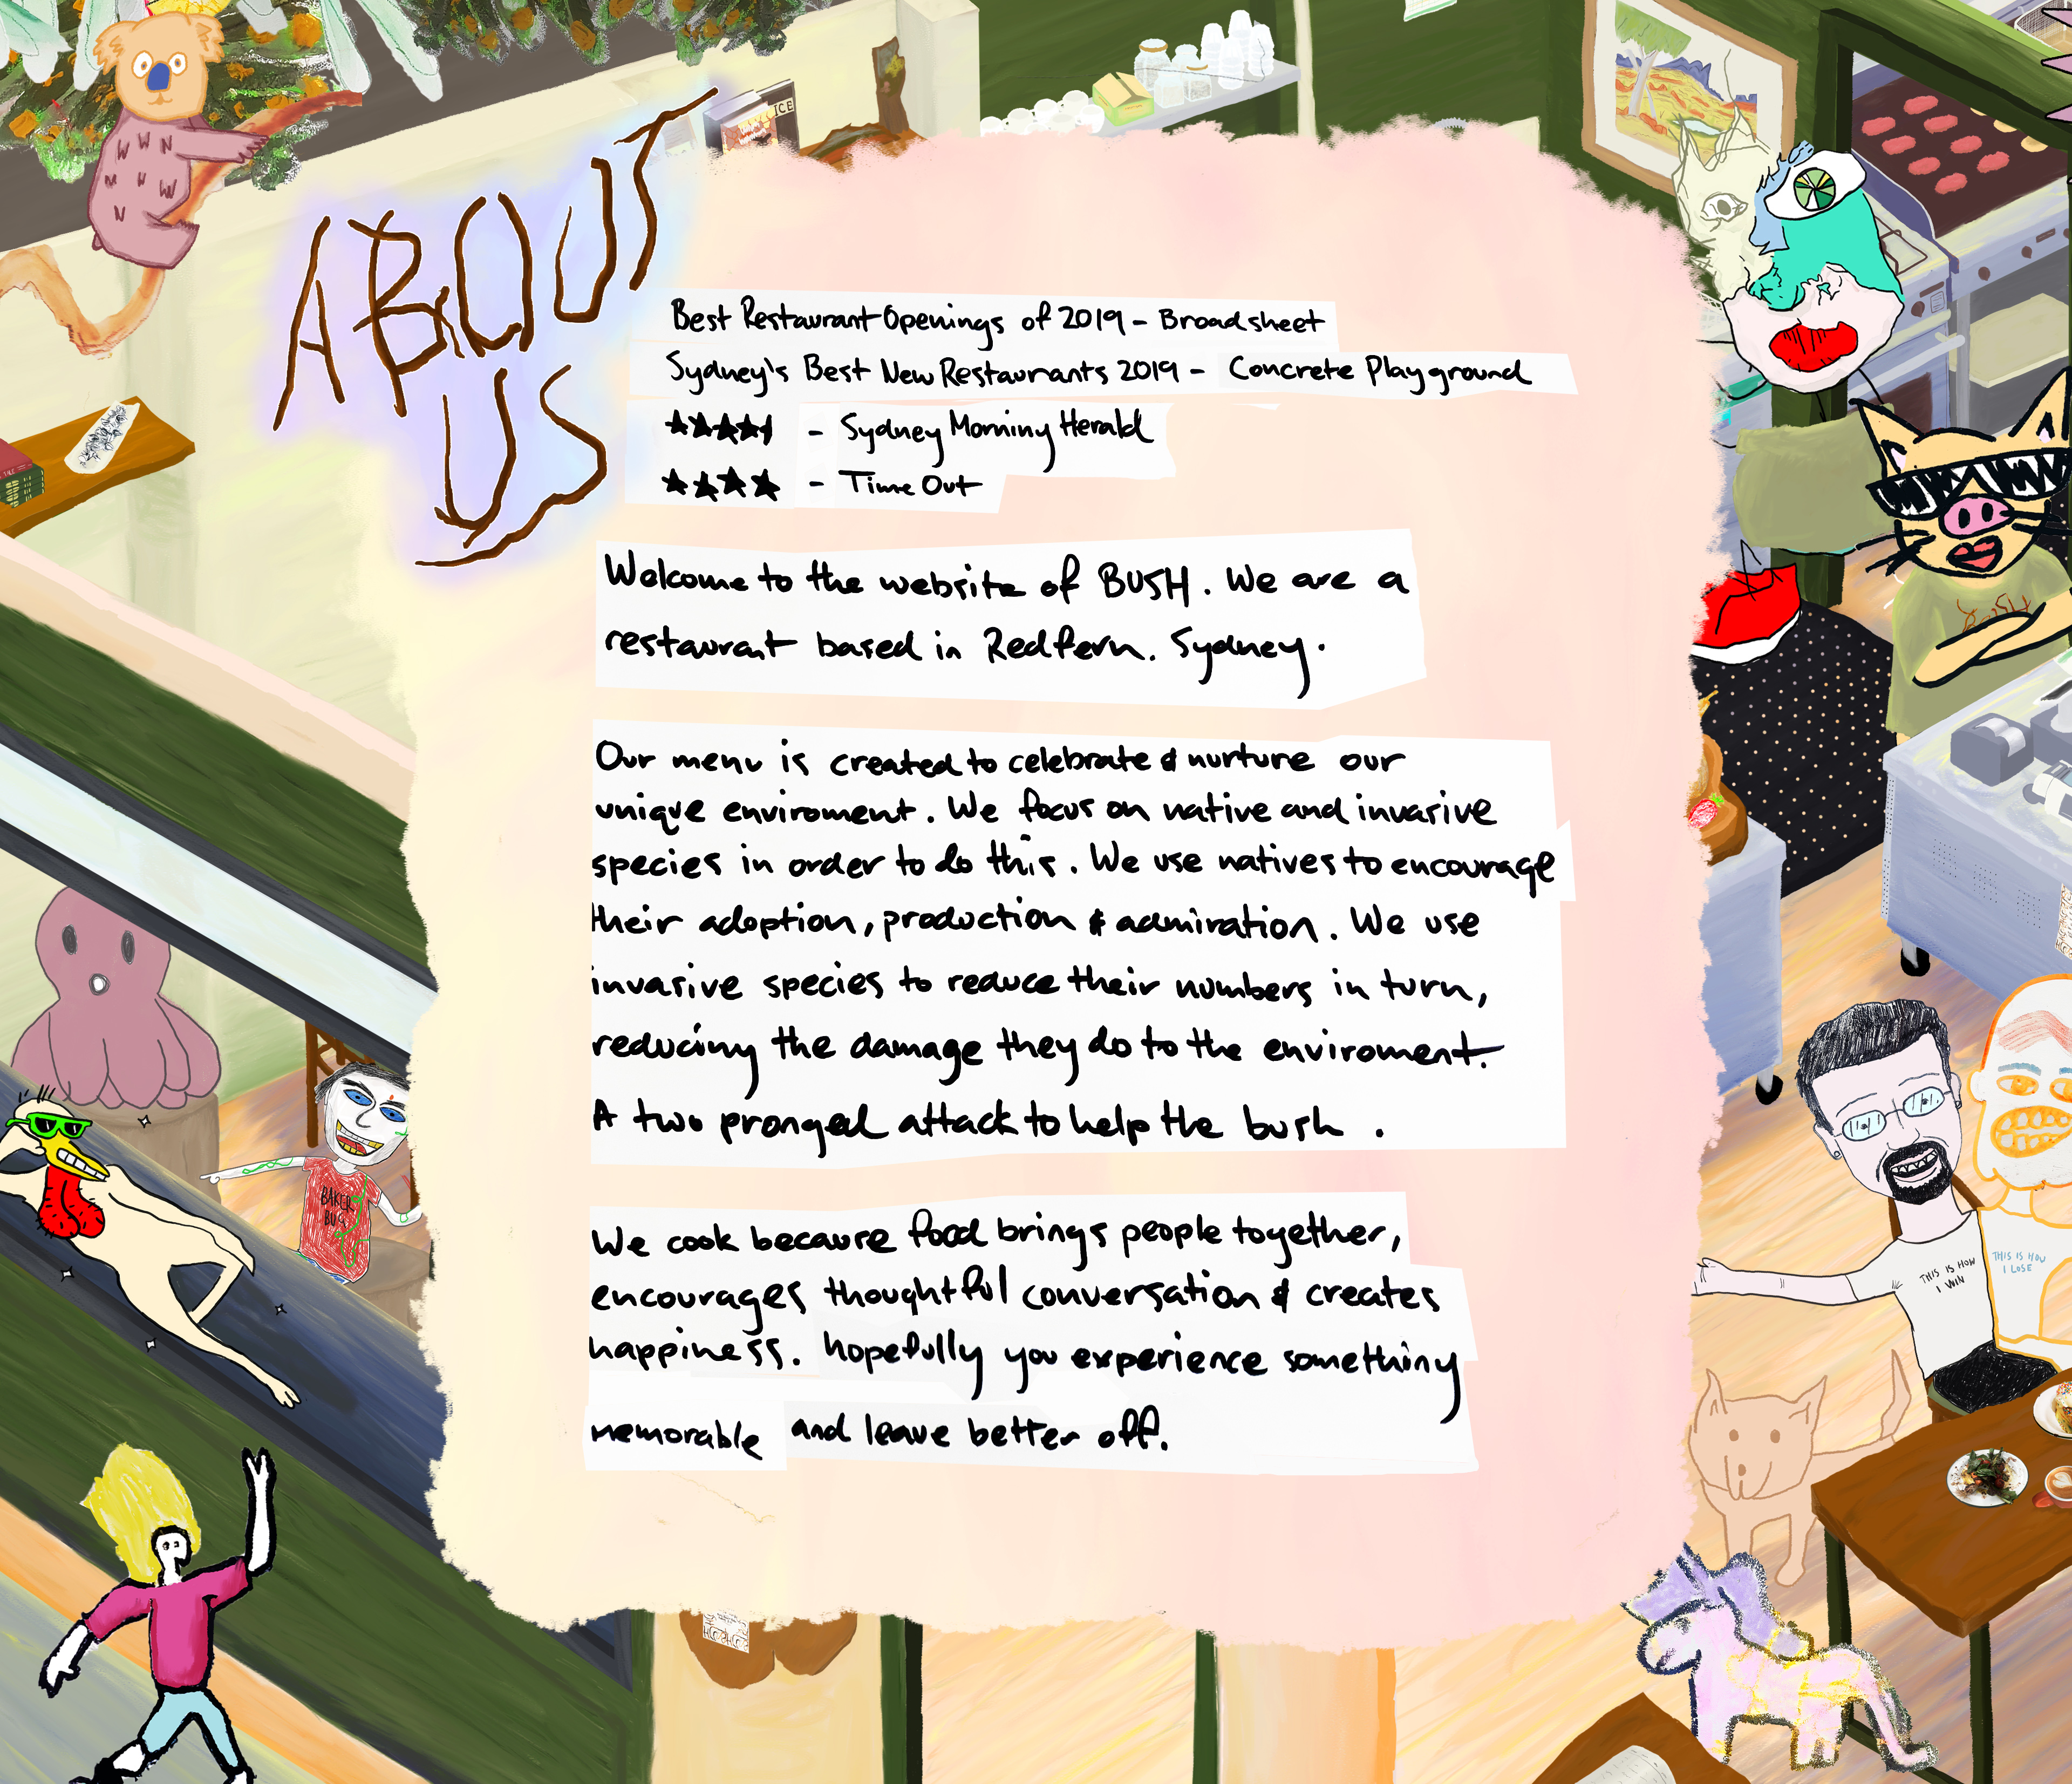 ICE
ABOUT
US
Best Restaurant Openings of 2019 - Broadsheet
Sydney's Best New Restaurants 2019 - Concrete Playground
★★★★⯨ - Sydney Morning Herald
★★★★ - Time Out
Welcome to the website of BUSH. We are a
restaurant based in Redfern. Sydney.
Our menu is created to celebrate & nurture our
unique enviroment. We focus on native and invasive
species in order to do this. We use natives to encourage
their adoption, production & admiration. We use
invasive species to reduce their numbers in turn,
reducing the damage they do to the enviroment.
A two pronged attack to help the bush .
We cook because food brings people together,
encourages thoughtful conversation & creates
happiness. hopefully you experience something
memorable and leave better off.
BUSH
BAKER
BUG
THIS IS HOW
I WIN
THIS IS HOW
I LOSE